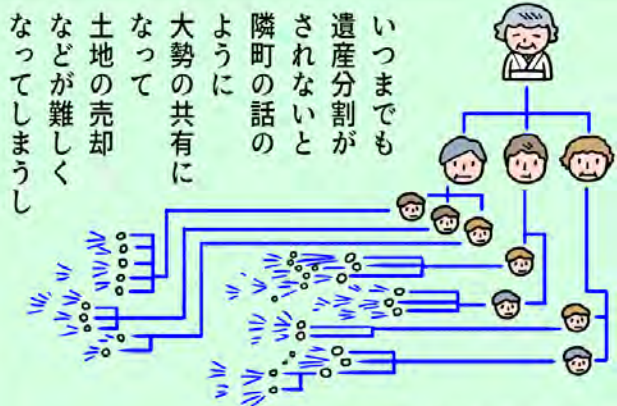 いつまでも
遺産分割が
されないと
隣町の話の
ように
大勢の共有に
なって
土地の売却
などが難しく
なってしまうし